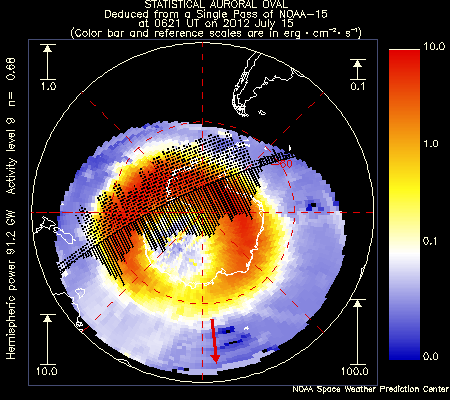 STATISTICAL AURORAL OVAL
Deduced from a Single Pass of NOAA-15
at 0621 UT on 2012 July 15
(Color bar and reference scales are in erg · cm⁻² · s⁻¹)
Hemispheric power 91.2 GW Activity level 9 n= 0.68
1.0
0.1
10.0
100.0
10.0
1.0
0.1
0.0
NOAA Space Weather Prediction Center